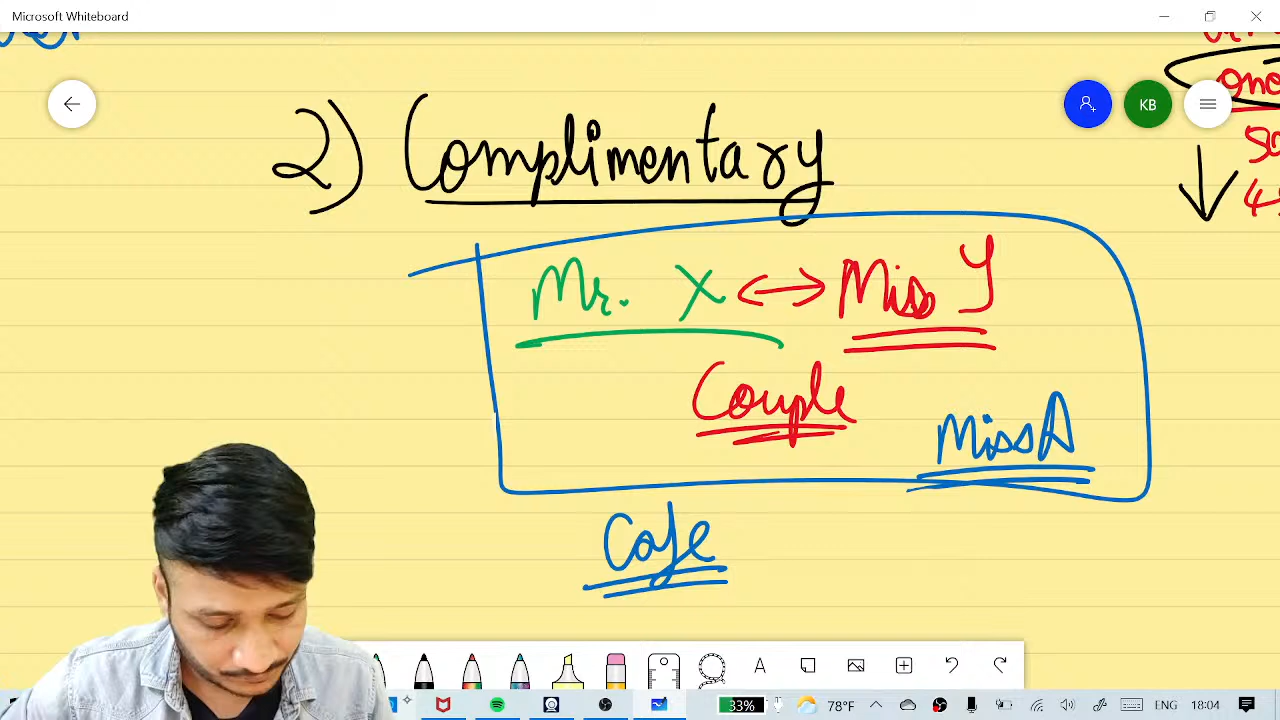 Microsoft Whiteboard
KB
2) Complimentary
Mr. X ↔ Miss Y
Couple
Miss A
Cafe
A
33%
78°F
ENG
18:04